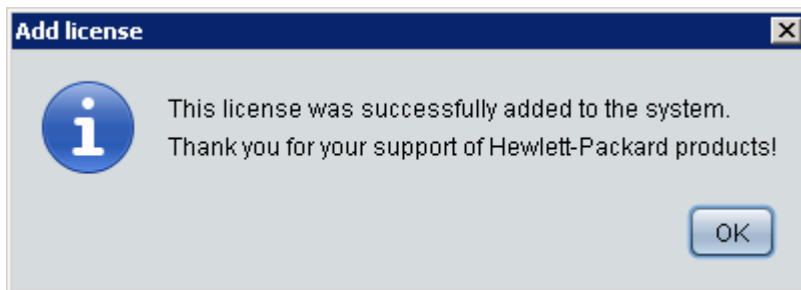 Add license
This license was successfully added to the system.
Thank you for your support of Hewlett-Packard products!
OK